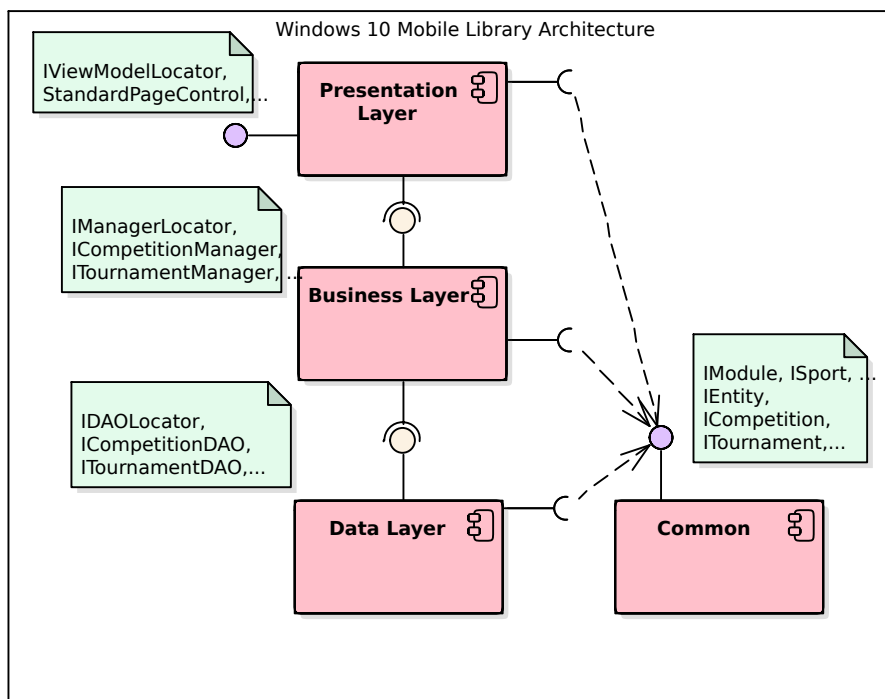 Windows 10 Mobile Library Architecture
IViewModelLocator,
StandardPageControl,...
Presentation
Layer
IManagerLocator,
ICompetitionManager,
ITournamentManager, ...
Business Layer
IModule, ISport, ...
IEntity,
ICompetition,
ITournament,...
IDAOLocator,
ICompetitionDAO,
ITournamentDAO,...
Data Layer
Common